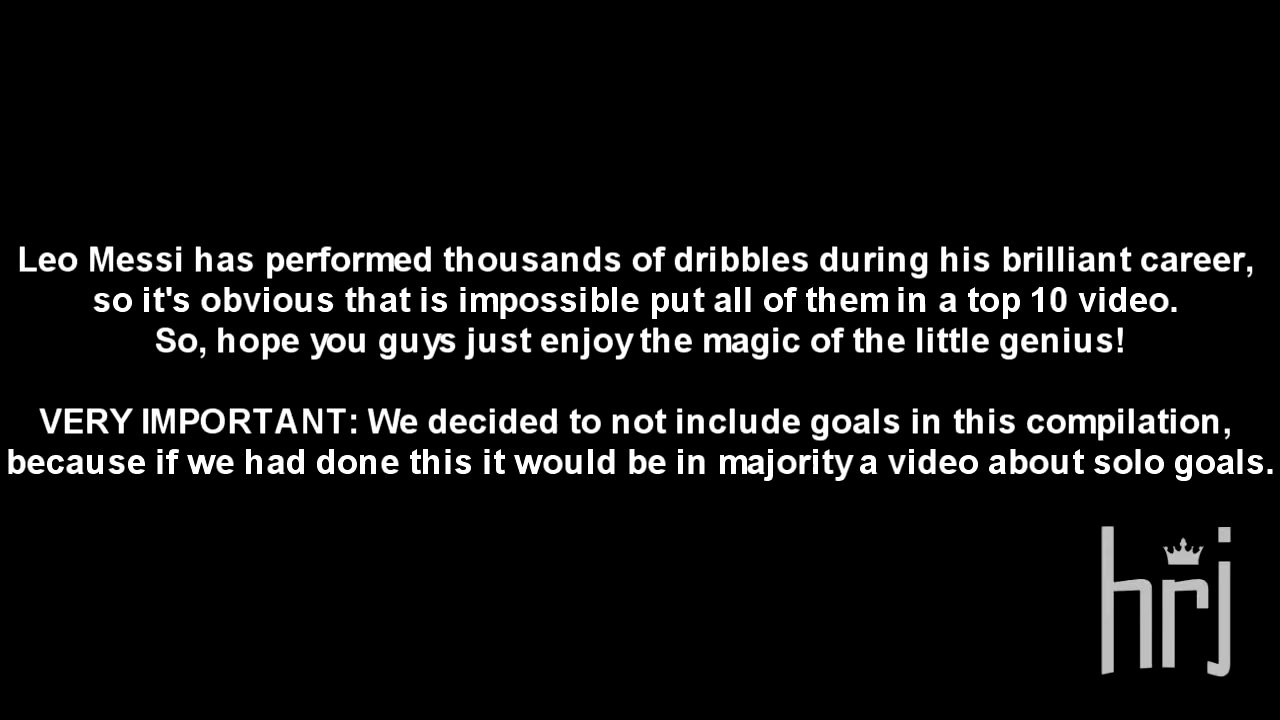 Leo Messi has performed thousands of dribbles during his brilliant career,
so it's obvious that is impossible put all of them in a top 10 video.
So, hope you guys just enjoy the magic of the little genius!
VERY IMPORTANT: We decided to not include goals in this compilation,
because if we had done this it would be in majority a video about solo goals.
hrj